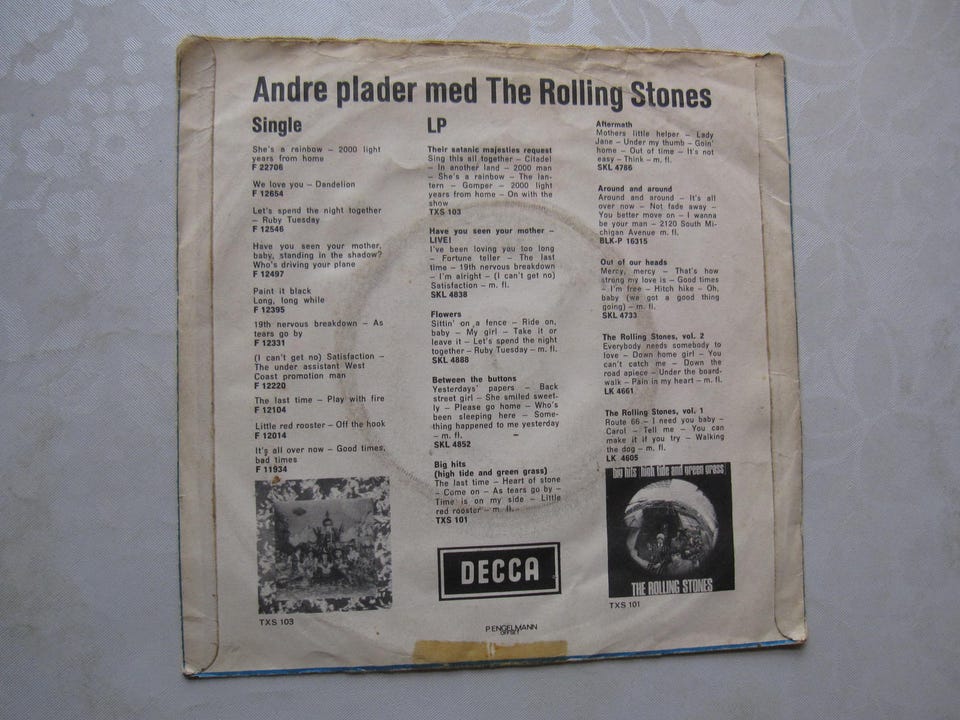 Andre plader med The Rolling Stones
Single
She's a rainbow – 2000 light
years from home
F 22706
We love you – Dandelion
F 12654
Let's spend the night together
– Ruby Tuesday
F 12546
Have you seen your mother,
baby, standing in the shadow?
Who's driving your plane
F 12497
Paint it black
Long, long while
F 12395
19th nervous breakdown – As
tears go by
F 12331
(I can't get no) Satisfaction –
The under assistant West
Coast promotion man
F 12220
The last time – Play with fire
F 12104
Little red rooster – Off the hook
F 12014
It's all over now – Good times,
bad times
F 11934
TXS 103
LP
Their satanic majesties request
Sing this all together – Citadel
– In another land – 2000 man
– She's a rainbow – The lan-
tern – Gomper – 2000 light
years from home – On with the
show
TXS 103
Have you seen your mother –
LIVE!
I've been loving you too long
– Fortune teller – The last
time – 19th nervous breakdown
– I'm alright – (I can't get no)
Satisfaction – m. fl.
SKL 4838
Flowers
Sittin' on a fence – Ride on,
baby – My girl – Take it or
leave it – Let's spend the night
together – Ruby Tuesday – m. fl.
SKL 4888
Between the buttons
Yesterdays' papers – Back
street girl – She smiled sweet-
ly – Please go home – Who's
been sleeping here – Some-
thing happened to me yesterday
– m. fl.
SKL 4852
Big hits
(high tide and green grass)
The last time – Heart of stone
– Come on – As tears go by –
Time is on my side – Little
red rooster – m. fl.
TXS 101
DECCA
P ENGELMANN
OFFSET
Aftermath
Mothers little helper – Lady
Jane – Under my thumb – Goin'
home – Out of time – It's not
easy – Think – m. fl.
SKL 4786
Around and around
Around and around – It's all
over now – Not fade away –
You better move on – I wanna
be your man – 2120 South Mi-
chigan Avenue m. fl.
BLK-P 16315
Out of our heads
Mercy, mercy – That's how
strong my love is – Good times
– I'm free – Hitch hike – Oh,
baby (we got a good thing
going) – m. fl.
SKL 4733
The Rolling Stones, vol. 2
Everybody needs somebody to
love – Down home girl – You
can't catch me – Down the
road apiece – Under the board-
walk – Pain in my heart – m. fl.
LK 4661
The Rolling Stones, vol. 1
Route 66 – I need you baby –
Carol – Tell me – You can
make it if you try – Walking
the dog – m. fl.
LK 4605
big hits high tide and green grass
THE ROLLING STONES
TXS 101